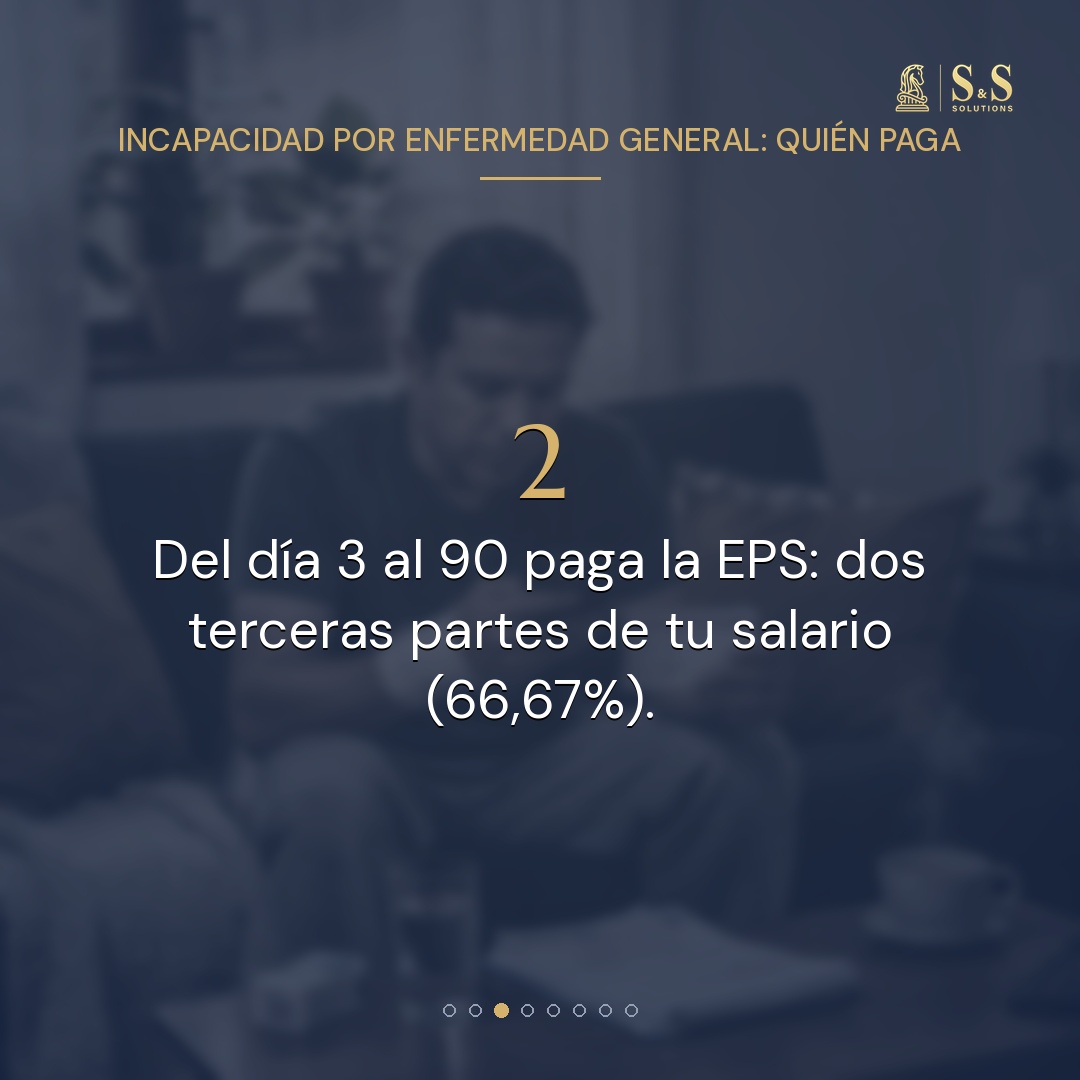 S&S
SOLUTIONS
INCAPACIDAD POR ENFERMEDAD GENERAL: QUIÉN PAGA
2
Del día 3 al 90 paga la EPS: dos
terceras partes de tu salario
(66,67%).